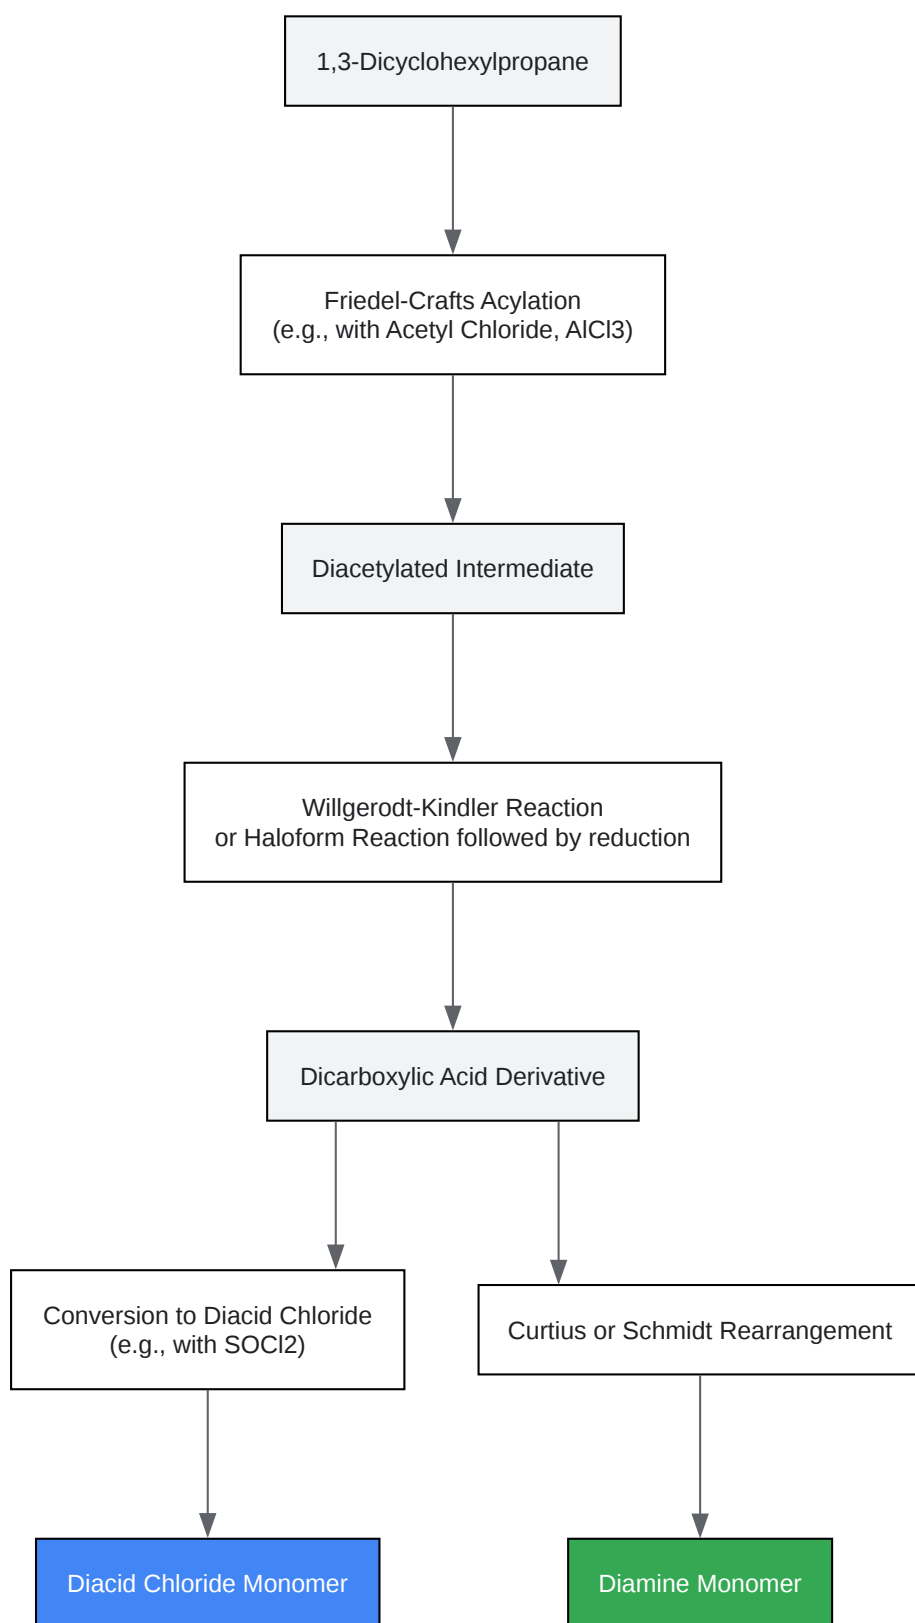 1,3-Dicyclohexylpropane
Friedel-Crafts Acylation
(e.g., with Acetyl Chloride, AlCl3)
Diacetylated Intermediate
Willgerodt-Kindler Reaction
or Haloform Reaction followed by reduction
Dicarboxylic Acid Derivative
Conversion to Diacid Chloride
(e.g., with SOCl2)
Curtius or Schmidt Rearrangement
Diacid Chloride Monomer
Diamine Monomer